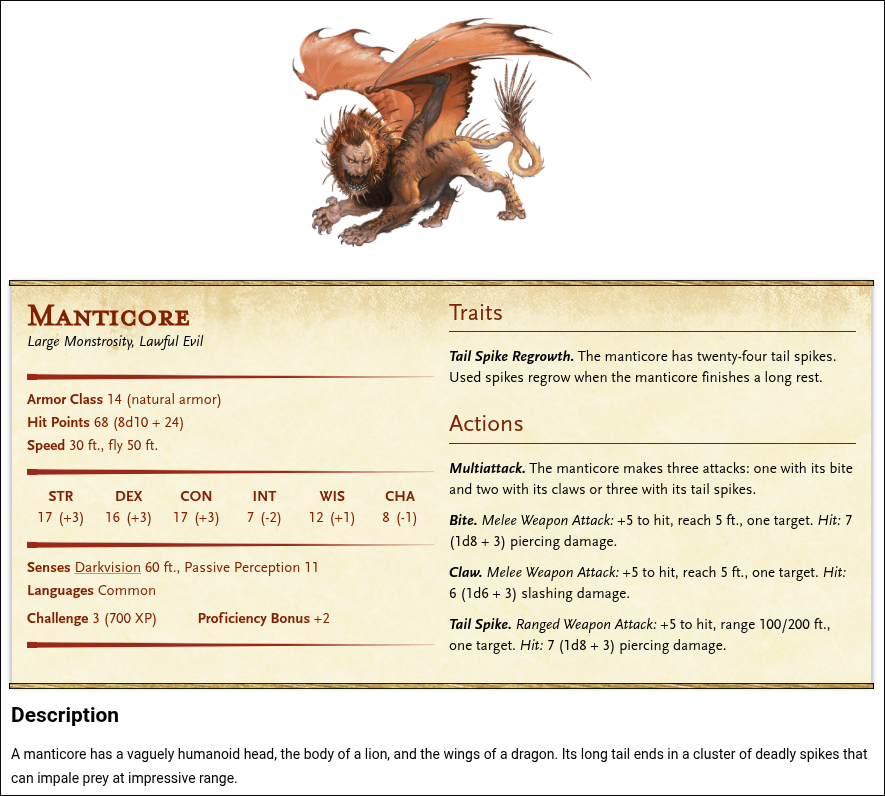 Manticore
Large Monstrosity, Lawful Evil
Armor Class 14 (natural armor)
Hit Points 68 (8d10 + 24)
Speed 30 ft., fly 50 ft.
STR DEX CON INT WIS CHA
17 (+3) 16 (+3) 17 (+3) 7 (-2) 12 (+1) 8 (-1)
Senses Darkvision 60 ft., Passive Perception 11
Languages Common
Challenge 3 (700 XP) Proficiency Bonus +2
Traits
Tail Spike Regrowth. The manticore has twenty-four tail spikes.
Used spikes regrow when the manticore finishes a long rest.
Actions
Multiattack. The manticore makes three attacks: one with its bite
and two with its claws or three with its tail spikes.
Bite. Melee Weapon Attack: +5 to hit, reach 5 ft., one target. Hit: 7
(1d8 + 3) piercing damage.
Claw. Melee Weapon Attack: +5 to hit, reach 5 ft., one target. Hit:
6 (1d6 + 3) slashing damage.
Tail Spike. Ranged Weapon Attack: +5 to hit, range 100/200 ft.,
one target. Hit: 7 (1d8 + 3) piercing damage.
Description
A manticore has a vaguely humanoid head, the body of a lion, and the wings of a dragon. Its long tail ends in a cluster of deadly spikes that
can impale prey at impressive range.